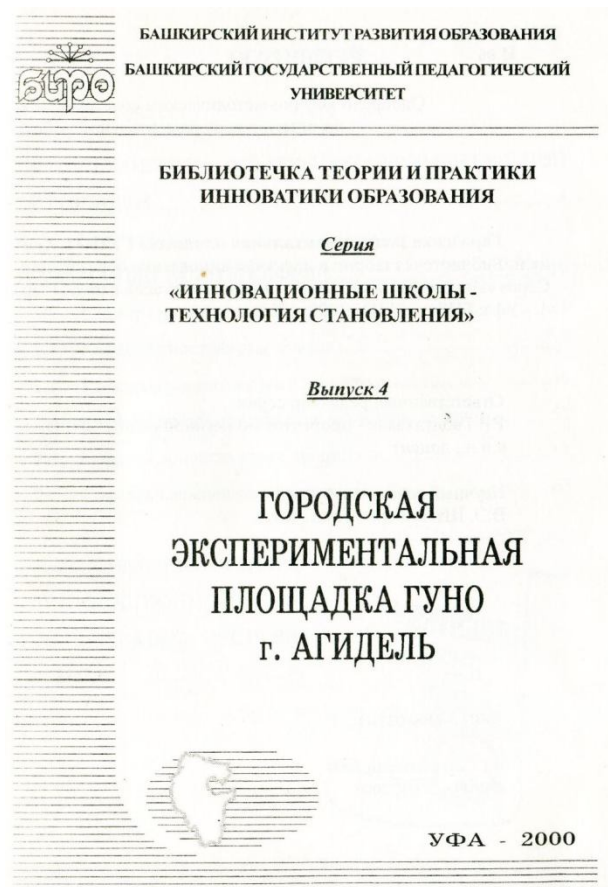 БАШКИРСКИЙ ИНСТИТУТ РАЗВИТИЯ ОБРАЗОВАНИЯ
БАШКИРСКИЙ ГОСУДАРСТВЕННЫЙ ПЕДАГОГИЧЕСКИЙ
УНИВЕРСИТЕТ
БИРО
БИБЛИОТЕЧКА ТЕОРИИ И ПРАКТИКИ
ИННОВАТИКИ ОБРАЗОВАНИЯ
Серия
«ИННОВАЦИОННЫЕ ШКОЛЫ -
ТЕХНОЛОГИЯ СТАНОВЛЕНИЯ»
Выпуск 4
ГОРОДСКАЯ
ЭКСПЕРИМЕНТАЛЬНАЯ
ПЛОЩАДКА ГУНО
г. АГИДЕЛЬ
УФА - 2000